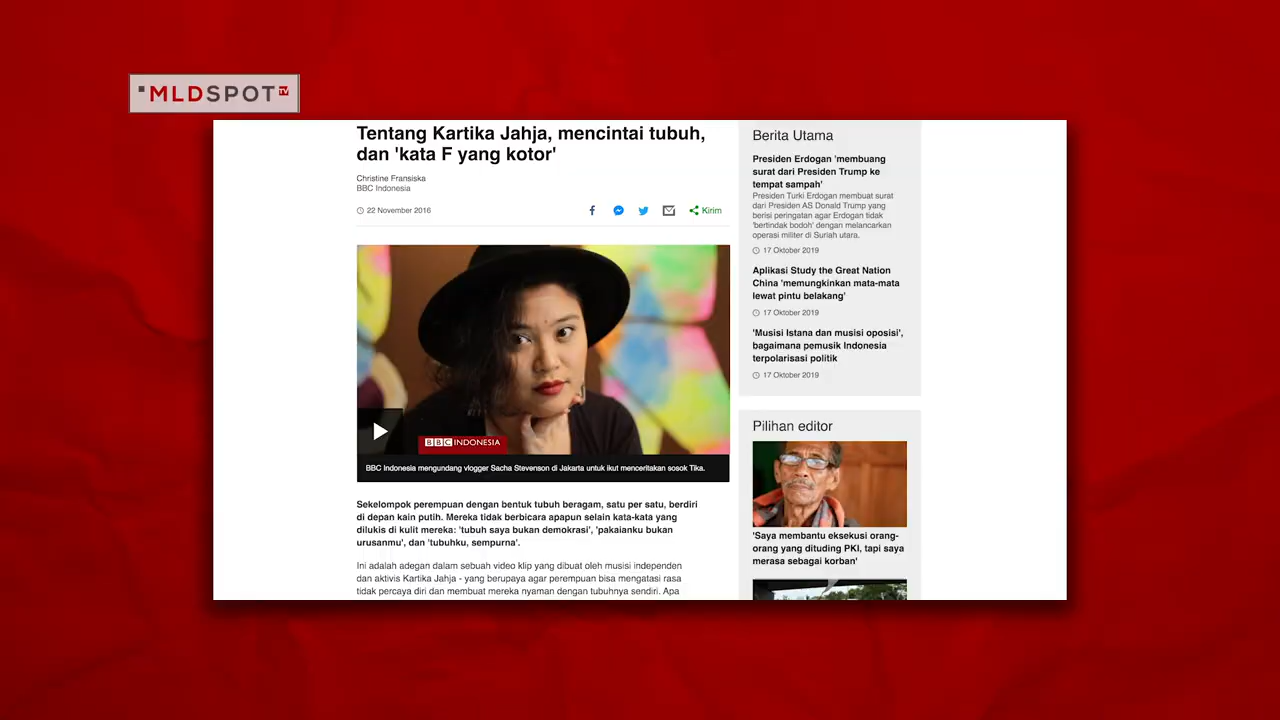 MLDSPOT TV
Tentang Kartika Jahja, mencintai tubuh,
dan 'kata F yang kotor'
Christine Fransiska
BBC Indonesia
22 November 2016
Kirim
BBC INDONESIA
BBC Indonesia mengundang vlogger Sacha Stevenson di Jakarta untuk ikut menceritakan sosok Tika.
Sekelompok perempuan dengan bentuk tubuh beragam, satu per satu, berdiri
di depan kain putih. Mereka tidak berbicara apapun selain kata-kata yang
dilukis di kulit mereka: 'tubuh saya bukan demokrasi', 'pakaianku bukan
urusanmu', dan 'tubuhku, sempurna'.
Ini adalah adegan dalam sebuah video klip yang dibuat oleh musisi independen
dan aktivis Kartika Jahja - yang berupaya agar perempuan bisa mengatasi rasa
tidak percaya diri dan membuat mereka nyaman dengan tubuhnya sendiri. Apa
Berita Utama
Presiden Erdogan 'membuang
surat dari Presiden Trump ke
tempat sampah'
Presiden Turki Erdogan membuat surat
dari Presiden AS Donald Trump yang
berisi peringatan agar Erdogan tidak
'bertindak bodoh' dengan melancarkan
operasi militer di Suriah utara.
17 Oktober 2019
Aplikasi Study the Great Nation
China 'memungkinkan mata-mata
lewat pintu belakang'
17 Oktober 2019
'Musisi Istana dan musisi oposisi',
bagaimana pemusik Indonesia
terpolarisasi politik
17 Oktober 2019
Pilihan editor
'Saya membantu eksekusi orang-
orang yang dituding PKI, tapi saya
merasa sebagai korban'